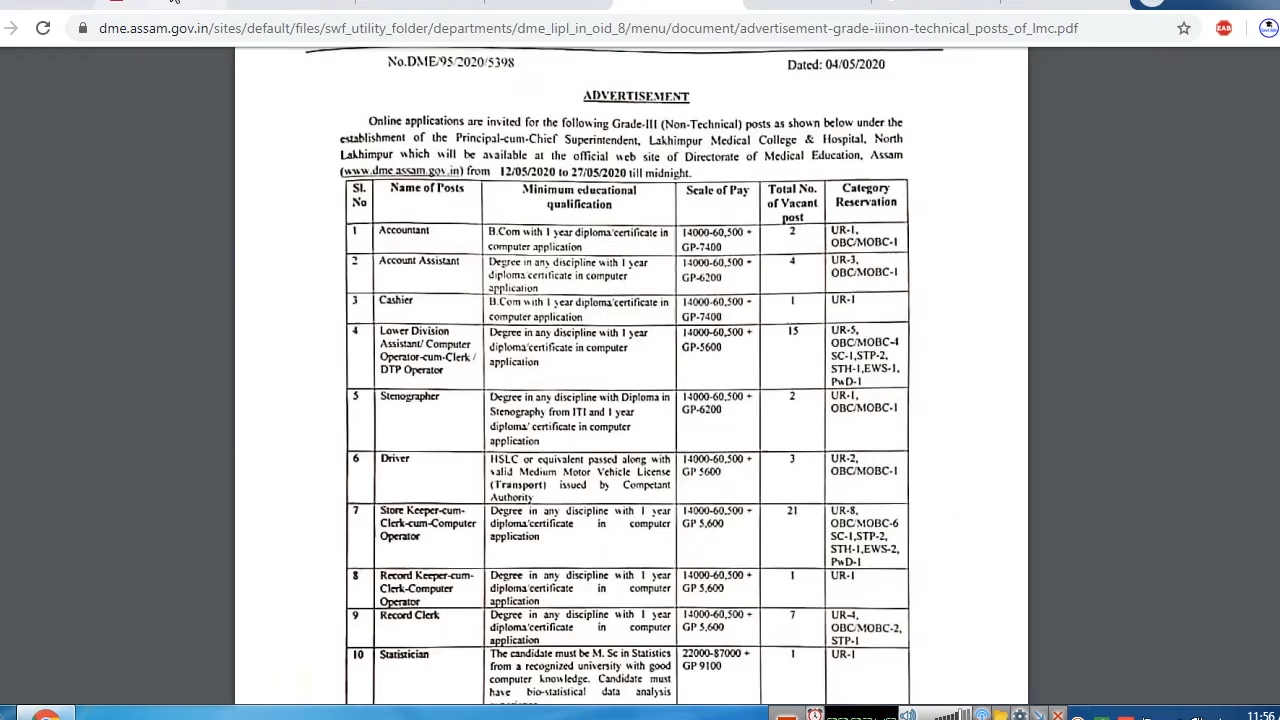 dme.assam.gov.in/sites/default/files/swf_utility_folder/departments/dme_lipl_in_oid_8/menu/document/advertisement-grade-iiinon-technical_posts_of_lmc.pdf
EAB
No.DME/95/2020/5398 Dated: 04/05/2020
ADVERTISEMENT
Online applications are invited for the following Grade-III (Non-Technical) posts as shown below under the
establishment of the Principal-cum-Chief Superintendent, Lakhimpur Medical College & Hospital, North
Lakhimpur which will be available at the official web site of Directorate of Medical Education, Assam
(www.dme.assam.gov.in) from 12/05/2020 to 27/05/2020 till midnight.
Sl. Name of Posts Minimum educational Scale of Pay Total No. Category
No qualification of Vacant Reservation
post
1 Accountant B.Com with 1 year diploma/certificate in 14000-60,500 + 2 UR-1,
computer application GP-7400 OBC/MOBC-1
2 Account Assistant Degree in any discipline with 1 year 14000-60,500 + 4 UR-3,
diploma/certificate in computer GP-6200 OBC/MOBC-1
application
3 Cashier B.Com with 1 year diploma/certificate in 14000-60,500 + 1 UR-1
computer application GP-7400
4 Lower Division Degree in any discipline with 1 year 14000-60,500 + 15 UR-5,
Assistant/ Computer diploma/certificate in computer GP-5600 OBC/MOBC-4
Operator-cum-Clerk / application SC-1,STP-2,
DTP Operator STH-1,EWS-1,
PwD-1
5 Stenographer Degree in any discipline with Diploma in 14000-60,500 + 2 UR-1,
Stenography from ITI and 1 year GP-6200 OBC/MOBC-1
diploma/ certificate in computer
application
6 Driver HSLC or equivalent passed along with 14000-60,500 + 3 UR-2,
valid Medium Motor Vehicle License GP 5600 OBC/MOBC-1
(Transport) issued by Competant
Authority
7 Store Keeper-cum- Degree in any discipline with 1 year 14000-60,500 + 21 UR-8,
Clerk-cum-Computer diploma/certificate in computer GP 5,600 OBC/MOBC-6
Operator application SC-1,STP-2,
STH-1,EWS-2,
PwD-1
8 Record Keeper-cum- Degree in any discipline with 1 year 14000-60,500 + 1 UR-1
Clerk-Computer diploma/certificate in computer GP 5,600
Operator application
9 Record Clerk Degree in any discipline with 1 year 14000-60,500 + 7 UR-4,
diploma/certificate in computer GP 5,600 OBC/MOBC-2,
application STP-1
10 Statistician The candidate must be M. Sc in Statistics 22000-87000 + 1 UR-1
from a recognized university with good GP 9100
computer knowledge. Candidate must
have bio-statistical data analysis
11:56